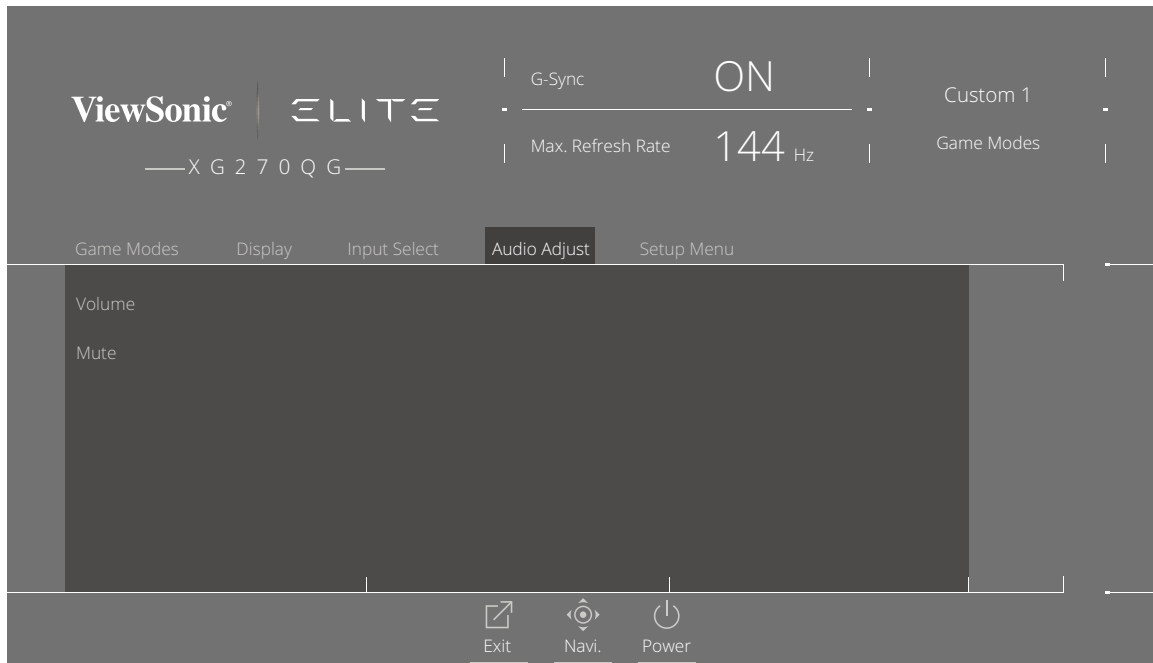 ViewSonic® ELITE
XG270QG
G-Sync ON
Max. Refresh Rate 144 Hz
Custom 1
Game Modes
Game Modes Display Input Select Audio Adjust Setup Menu
Volume
Mute
Exit Navi. Power